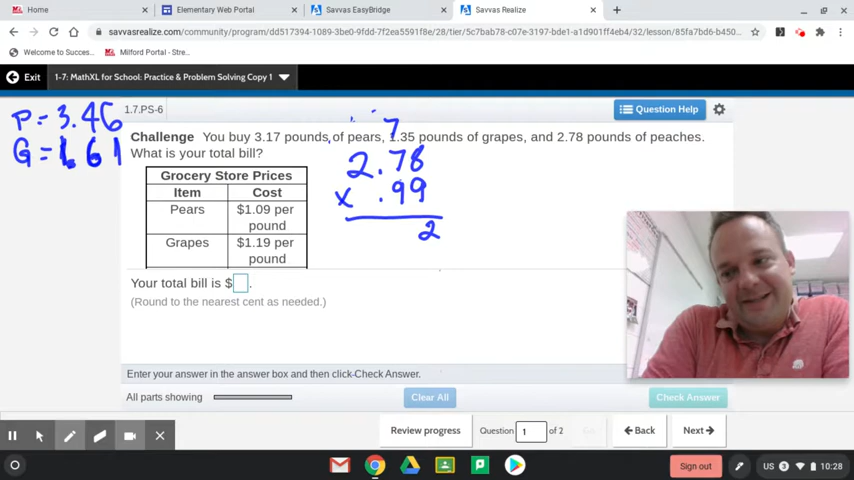 Home
Elementary Web Portal
Savvas EasyBridge
Savvas Realize
savvasrealize.com/community/program/dd517394-1089-3be0-9fdd-7f2ea5591f8e/28/tier/5c7bab78-c07e-3197-bde6-a1d901ff4eb4/32/lesson/85fa7bd6-b450...
Welcome to Succes...
Milford Portal - Stre...
Exit
1-7: MathXL for School: Practice & Problem Solving Copy 1
P = 3.46
G = 1.61
1.7.PS-6
Question Help
7
Challenge You buy 3.17 pounds of pears, 1.35 pounds of grapes, and 2.78 pounds of peaches.
What is your total bill?
2.78
x .99
2
Grocery Store Prices
Item Cost
Pears $1.09 per
pound
Grapes $1.19 per
pound
Your total bill is $ .
(Round to the nearest cent as needed.)
Enter your answer in the answer box and then click Check Answer.
All parts showing
Clear All
Check Answer
Review progress
Question 1 of 2
Back
Next
Sign out
US 3 10:28